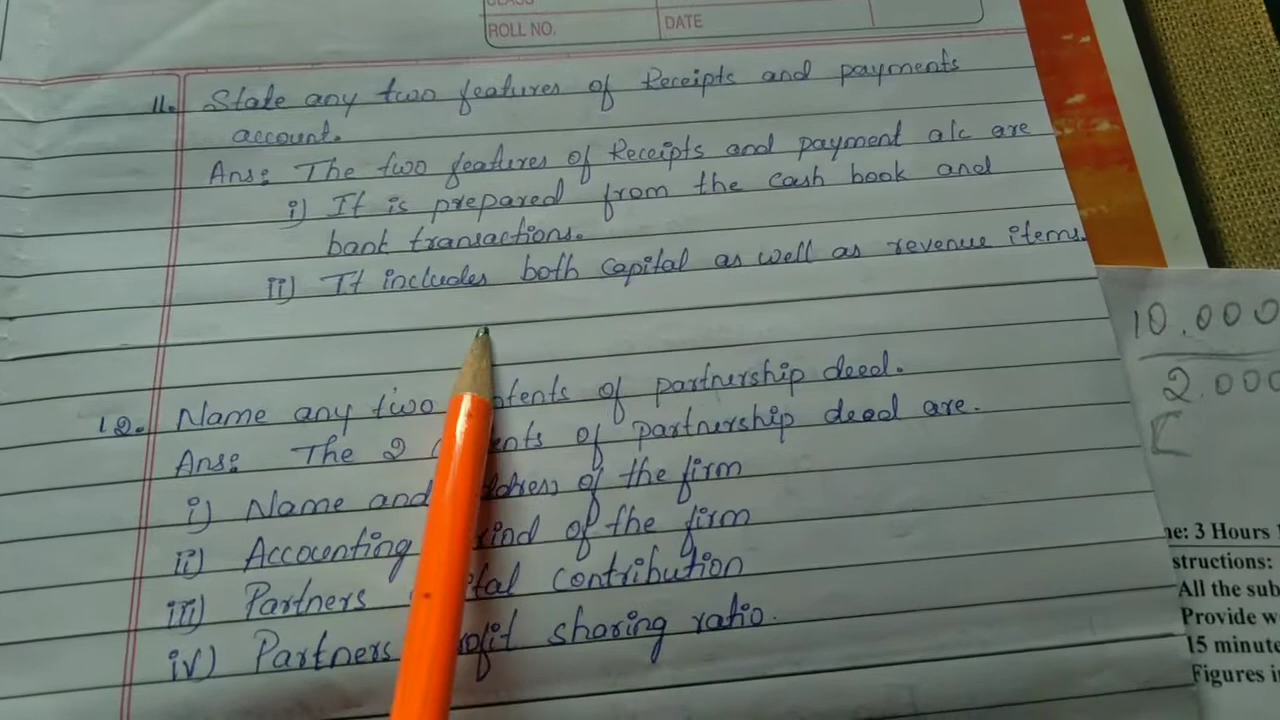 ROLL NO. DATE
11. State any two features of Receipts and payments
account.
Ans: The two features of Receipts and payment a/c are
i) It is prepared from the cash book and
bank transactions.
ii) It includes both capital as well as revenue items.
12. Name any two of partnership deed.
Ans: The 2 of partnership deed are.
i) Name and of the firm
ii) Accounting of the firm
iii) Partners contribution
iv) Partners sharing ratio.
10.000
2.000
3 Hours
All the
Provide
15
Figures